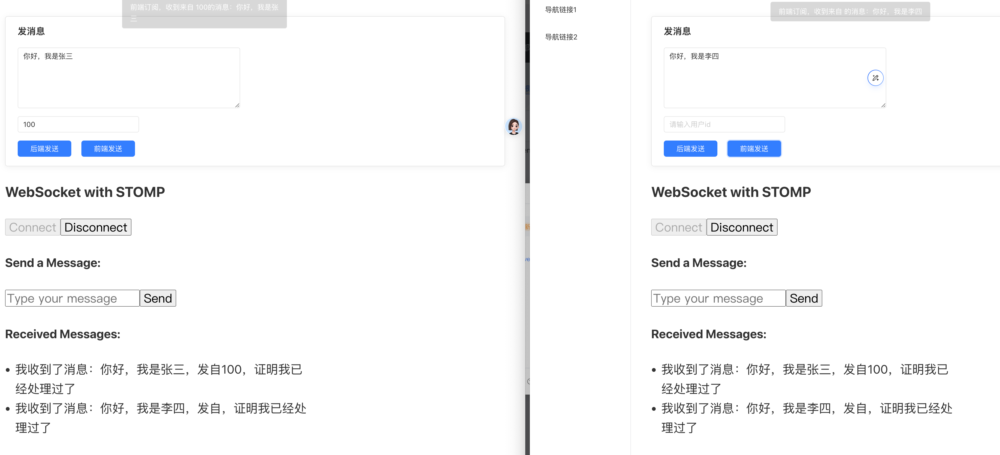 前端订阅，收到来自 100的消息：你好，我是张
三
发消息
你好，我是张三
100
后端发送
前端发送
WebSocket with STOMP
Connect
Disconnect
Send a Message:
Type your message
Send
Received Messages:
我收到了消息：你好，我是张三，发自100，证明我已
经处理过了
我收到了消息：你好，我是李四，发自，证明我已经处
理过了
导航链接1
导航链接2
前端订阅，收到来自 的消息：你好，我是李四
发消息
你好，我是李四
请输入用户id
后端发送
前端发送
WebSocket with STOMP
Connect
Disconnect
Send a Message:
Type your message
Send
Received Messages:
我收到了消息：你好，我是张三，发自100，证明我已
经处理过了
我收到了消息：你好，我是李四，发自，证明我已经处
理过了